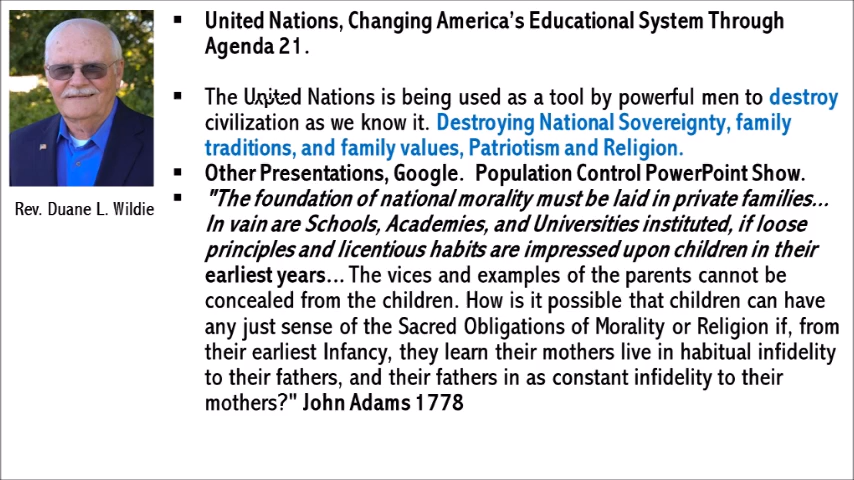 ▪ United Nations, Changing America's Educational System Through
Agenda 21.
▪ The United Nations is being used as a tool by powerful men to destroy
civilization as we know it. Destroying National Sovereignty, family
traditions, and family values, Patriotism and Religion.
▪ Other Presentations, Google. Population Control PowerPoint Show.
▪ "The foundation of national morality must be laid in private families...
In vain are Schools, Academies, and Universities instituted, if loose
principles and licentious habits are impressed upon children in their
earliest years... The vices and examples of the parents cannot be
concealed from the children. How is it possible that children can have
any just sense of the Sacred Obligations of Morality or Religion if, from
their earliest Infancy, they learn their mothers live in habitual infidelity
to their fathers, and their fathers in as constant infidelity to their
mothers?" John Adams 1778
Rev. Duane L. Wildie